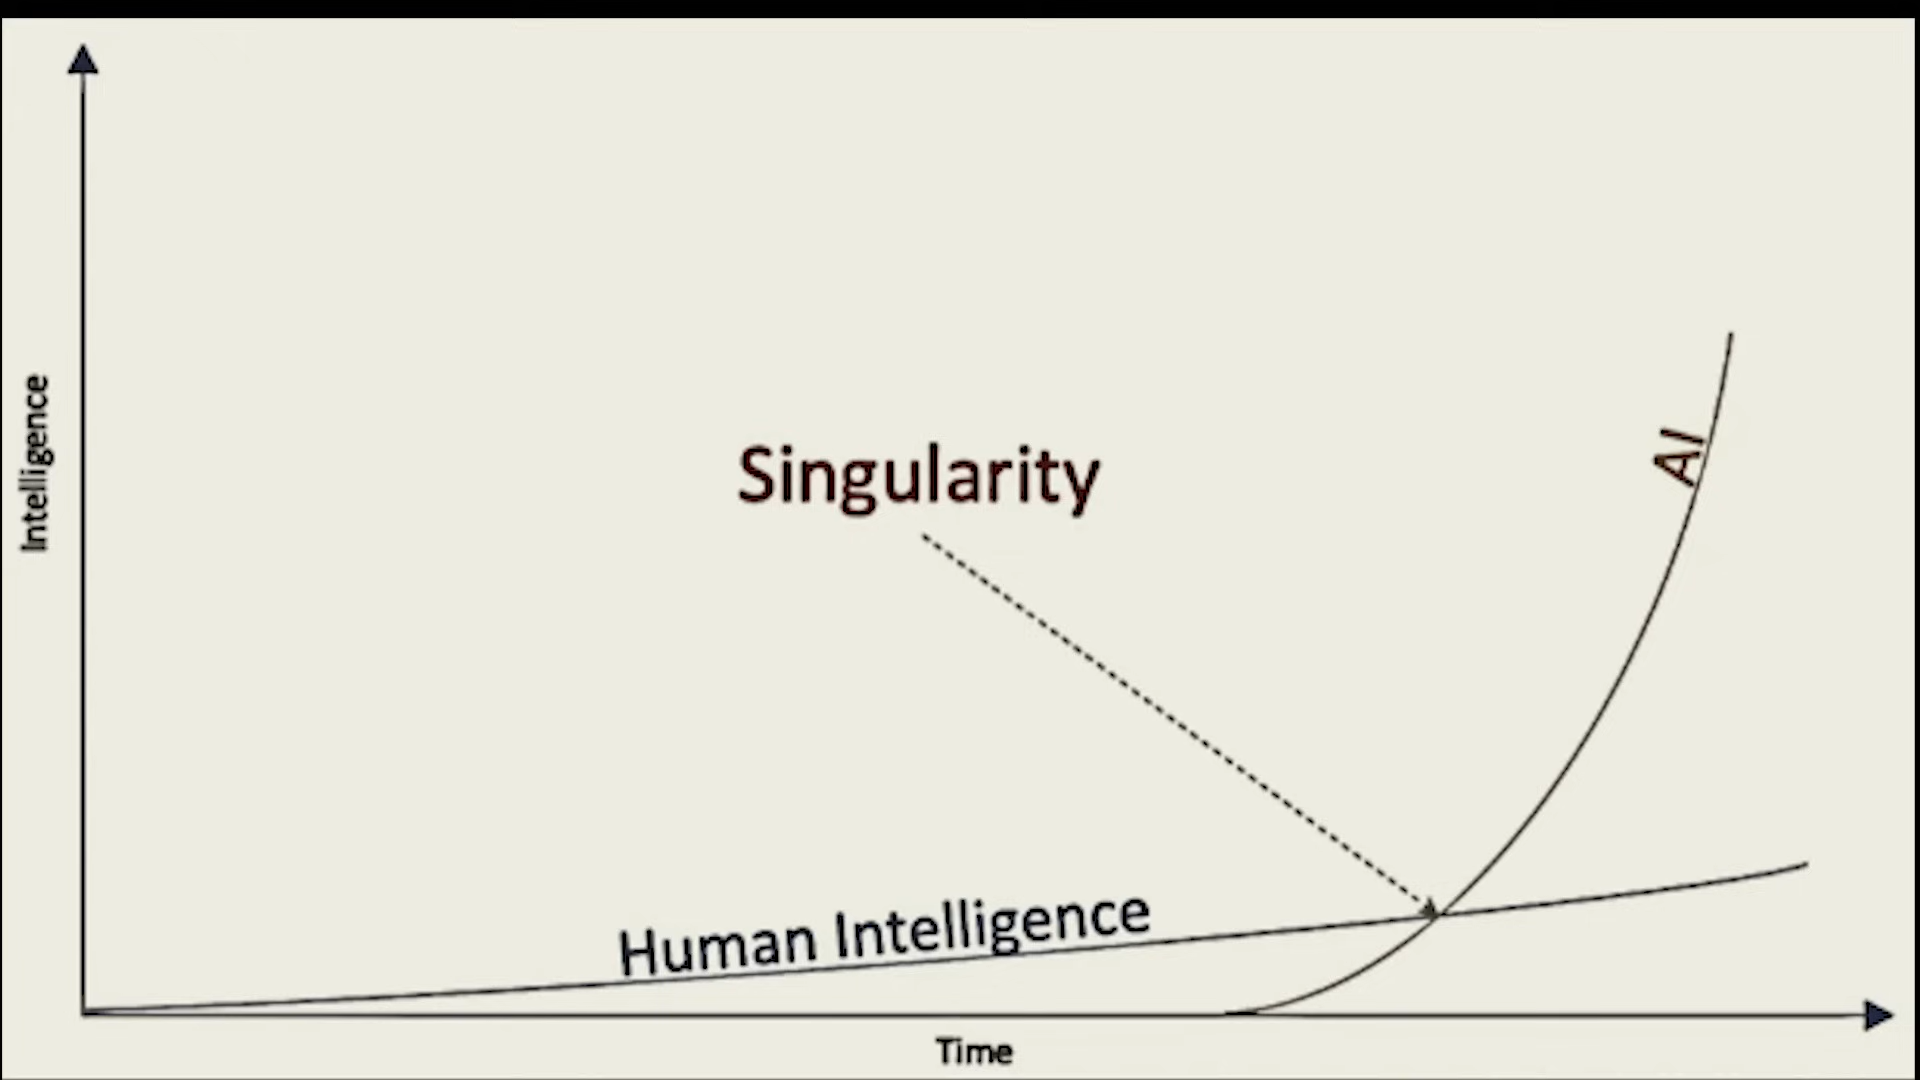 Intelligence
Singularity
AI
Human Intelligence
Time